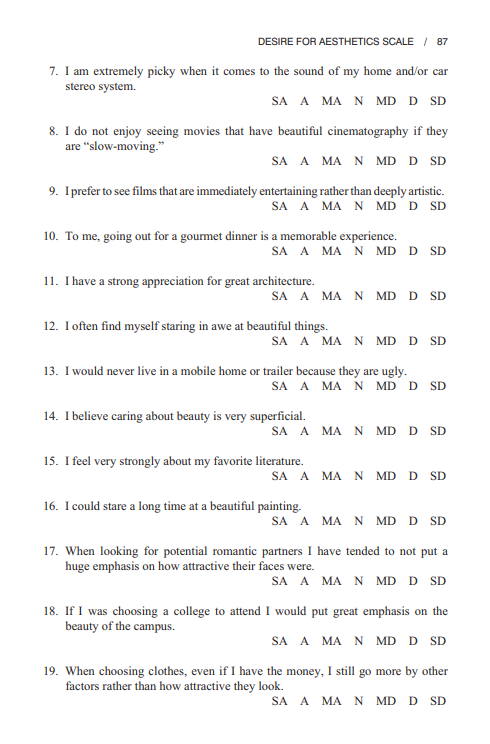 DESIRE FOR AESTHETICS SCALE / 87
7. I am extremely picky when it comes to the sound of my home and/or car
stereo system.
SA A MA N MD D SD
8. I do not enjoy seeing movies that have beautiful cinematography if they
are “slow-moving.”
SA A MA N MD D SD
9. I prefer to see films that are immediately entertaining rather than deeply artistic.
SA A MA N MD D SD
10. To me, going out for a gourmet dinner is a memorable experience.
SA A MA N MD D SD
11. I have a strong appreciation for great architecture.
SA A MA N MD D SD
12. I often find myself staring in awe at beautiful things.
SA A MA N MD D SD
13. I would never live in a mobile home or trailer because they are ugly.
SA A MA N MD D SD
14. I believe caring about beauty is very superficial.
SA A MA N MD D SD
15. I feel very strongly about my favorite literature.
SA A MA N MD D SD
16. I could stare a long time at a beautiful painting.
SA A MA N MD D SD
17. When looking for potential romantic partners I have tended to not put a
huge emphasis on how attractive their faces were.
SA A MA N MD D SD
18. If I was choosing a college to attend I would put great emphasis on the
beauty of the campus.
SA A MA N MD D SD
19. When choosing clothes, even if I have the money, I still go more by other
factors rather than how attractive they look.
SA A MA N MD D SD